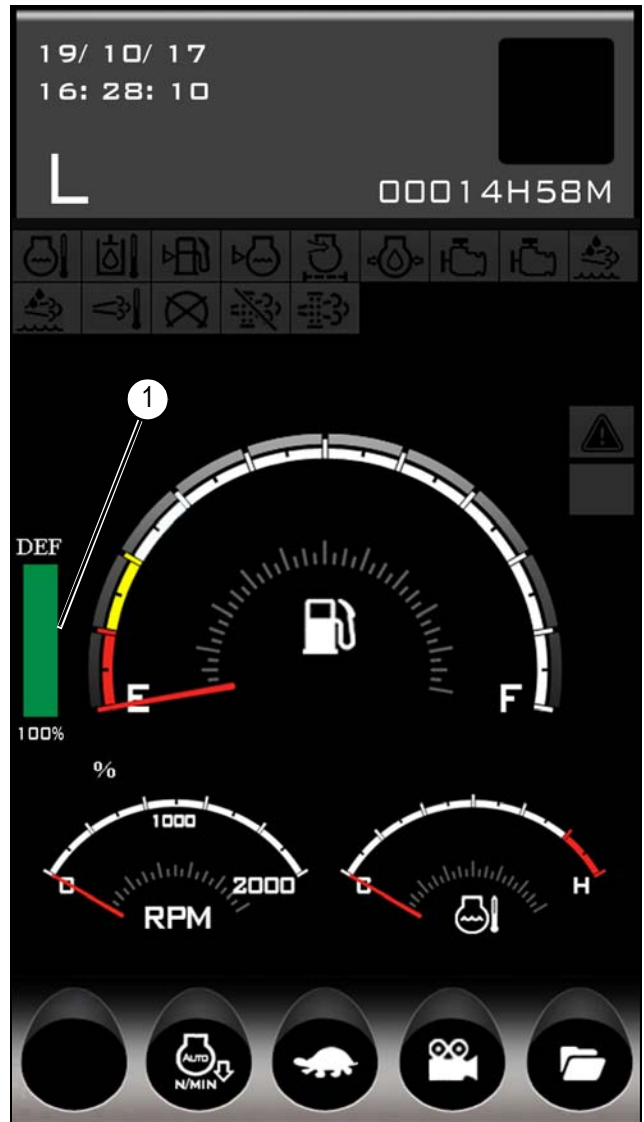 19/ 10/ 17
16: 28: 10
L
00014H58M
1
DEF
E
F
100%
%
1000
0
2000
RPM
C
H
AUTO
N/MIN